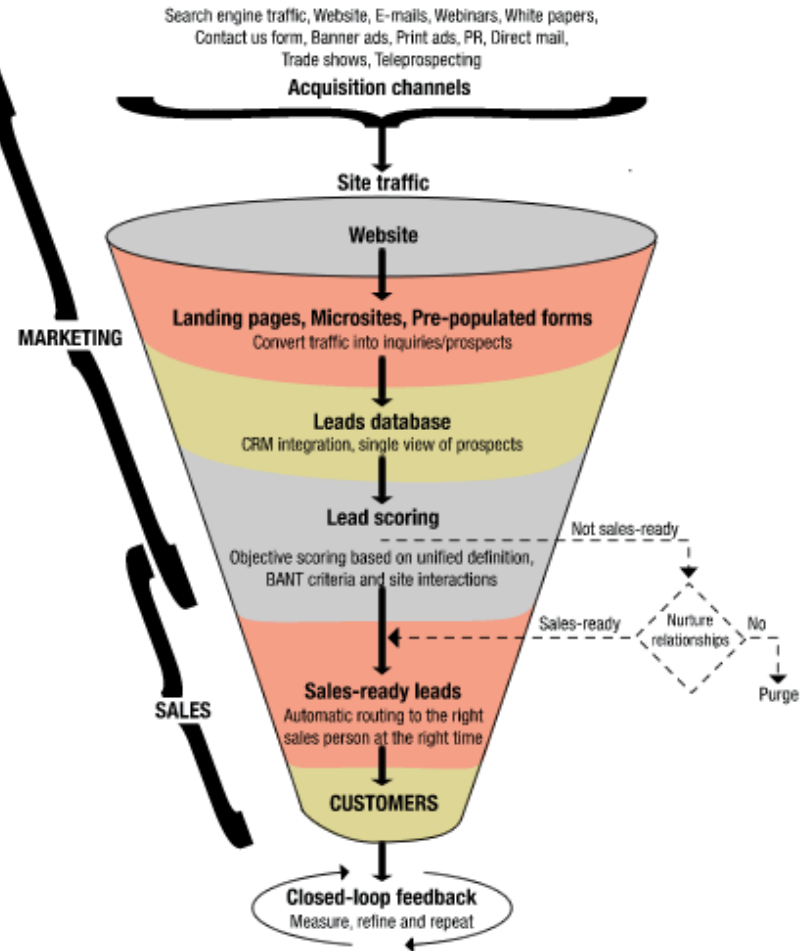 Search engine traffic, Website, E-mails, Webinars, White papers,
Contact us form, Banner ads, Print ads, PR, Direct mail,
Trade shows, Teleprospecting
Acquisition channels
Site traffic
Website
Landing pages, Microsites, Pre-populated forms
Convert traffic into inquiries/prospects
MARKETING
Leads database
CRM integration, single view of prospects
Lead scoring
Not sales-ready
Objective scoring based on unified definition,
BANT criteria and site interactions
Sales-ready
Nurture
relationships
No
Purge
Sales-ready leads
Automatic routing to the right
sales person at the right time
SALES
CUSTOMERS
Closed-loop feedback
Measure, refine and repeat